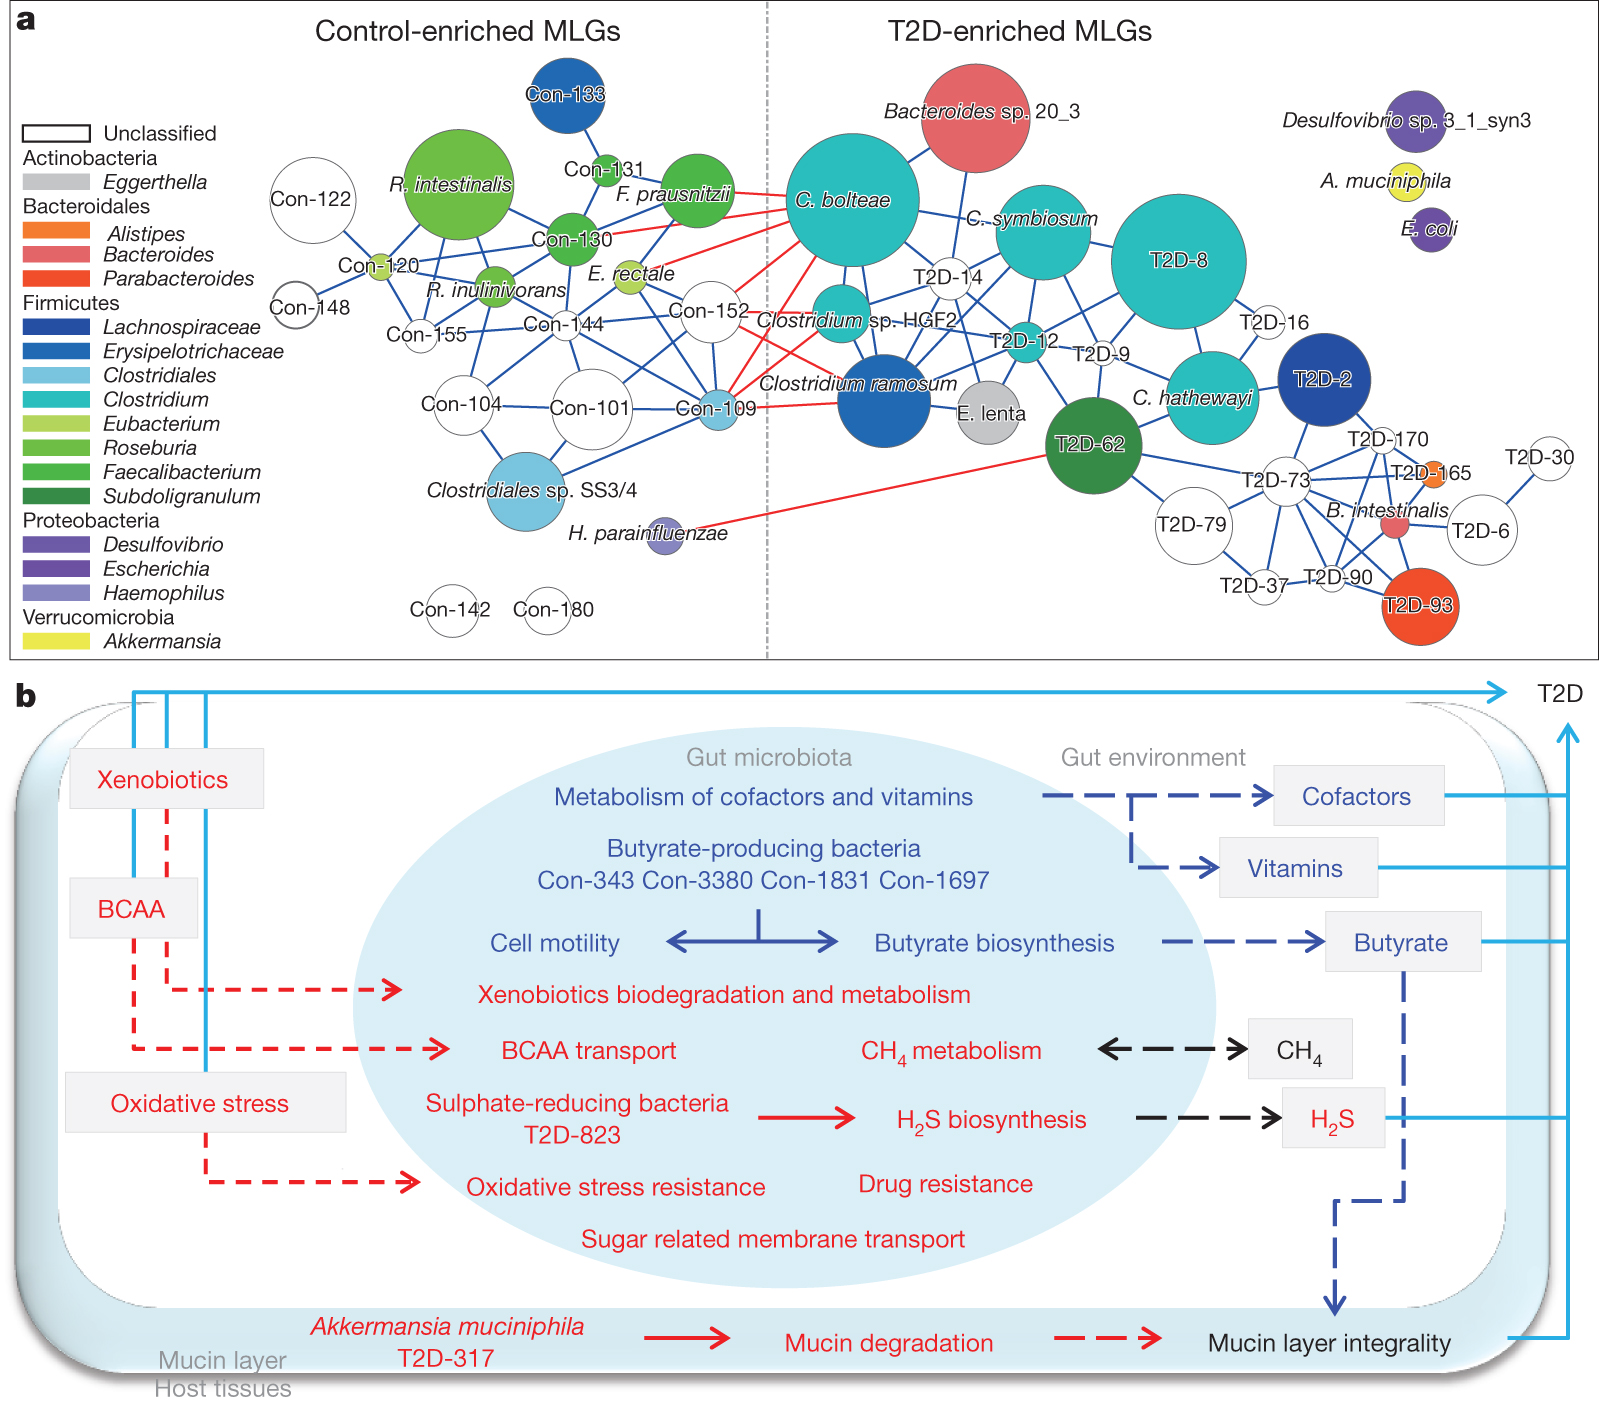 a
Control-enriched MLGs
T2D-enriched MLGs
Unclassified
Actinobacteria
Eggerthella
Bacteroidales
Alistipes
Bacteroides
Parabacteroides
Firmicutes
Lachnospiraceae
Erysipelotrichaceae
Clostridiales
Clostridium
Eubacterium
Roseburia
Faecalibacterium
Subdoligranulum
Proteobacteria
Desulfovibrio
Escherichia
Haemophilus
Verrucomicrobia
Akkermansia
Con-133
Con-131
R. intestinalis
F. prausnitzii
Con-122
Con-130
Con-120
E. rectale
R. inulinivorans
Con-148
Con-152
Con-144
Con-155
Con-104
Con-101
Con-109
Clostridiales sp. SS3/4
H. parainfluenzae
Con-142
Con-180
Bacteroides sp. 20_3
C. bolteae
C. symbiosum
T2D-8
T2D-14
Clostridium sp. HGF2
T2D-12
T2D-9
T2D-16
Clostridium ramosum
E. lenta
C. hathewayi
T2D-2
T2D-62
T2D-170
T2D-165
T2D-30
T2D-73
B. intestinalis
T2D-79
T2D-6
T2D-37
T2D-90
T2D-93
Desulfovibrio sp. 3_1_syn3
A. muciniphila
E. coli
b
T2D
Gut microbiota
Gut environment
Xenobiotics
Metabolism of cofactors and vitamins
Cofactors
Butyrate-producing bacteria
Con-343 Con-3380 Con-1831 Con-1697
Vitamins
BCAA
Cell motility
Butyrate biosynthesis
Butyrate
Xenobiotics biodegradation and metabolism
BCAA transport
CH4 metabolism
CH4
Oxidative stress
Sulphate-reducing bacteria
T2D-823
H2S biosynthesis
H2S
Oxidative stress resistance
Drug resistance
Sugar related membrane transport
Akkermansia muciniphila
T2D-317
Mucin degradation
Mucin layer integrality
Mucin layer
Host tissues